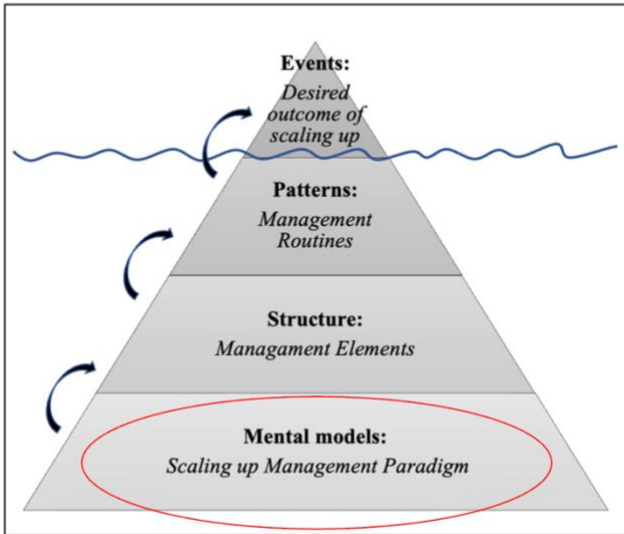 Events:
Desired
outcome of
scaling up
Patterns:
Management
Routines
Structure:
Managament Elements
Mental models:
Scaling up Management Paradigm